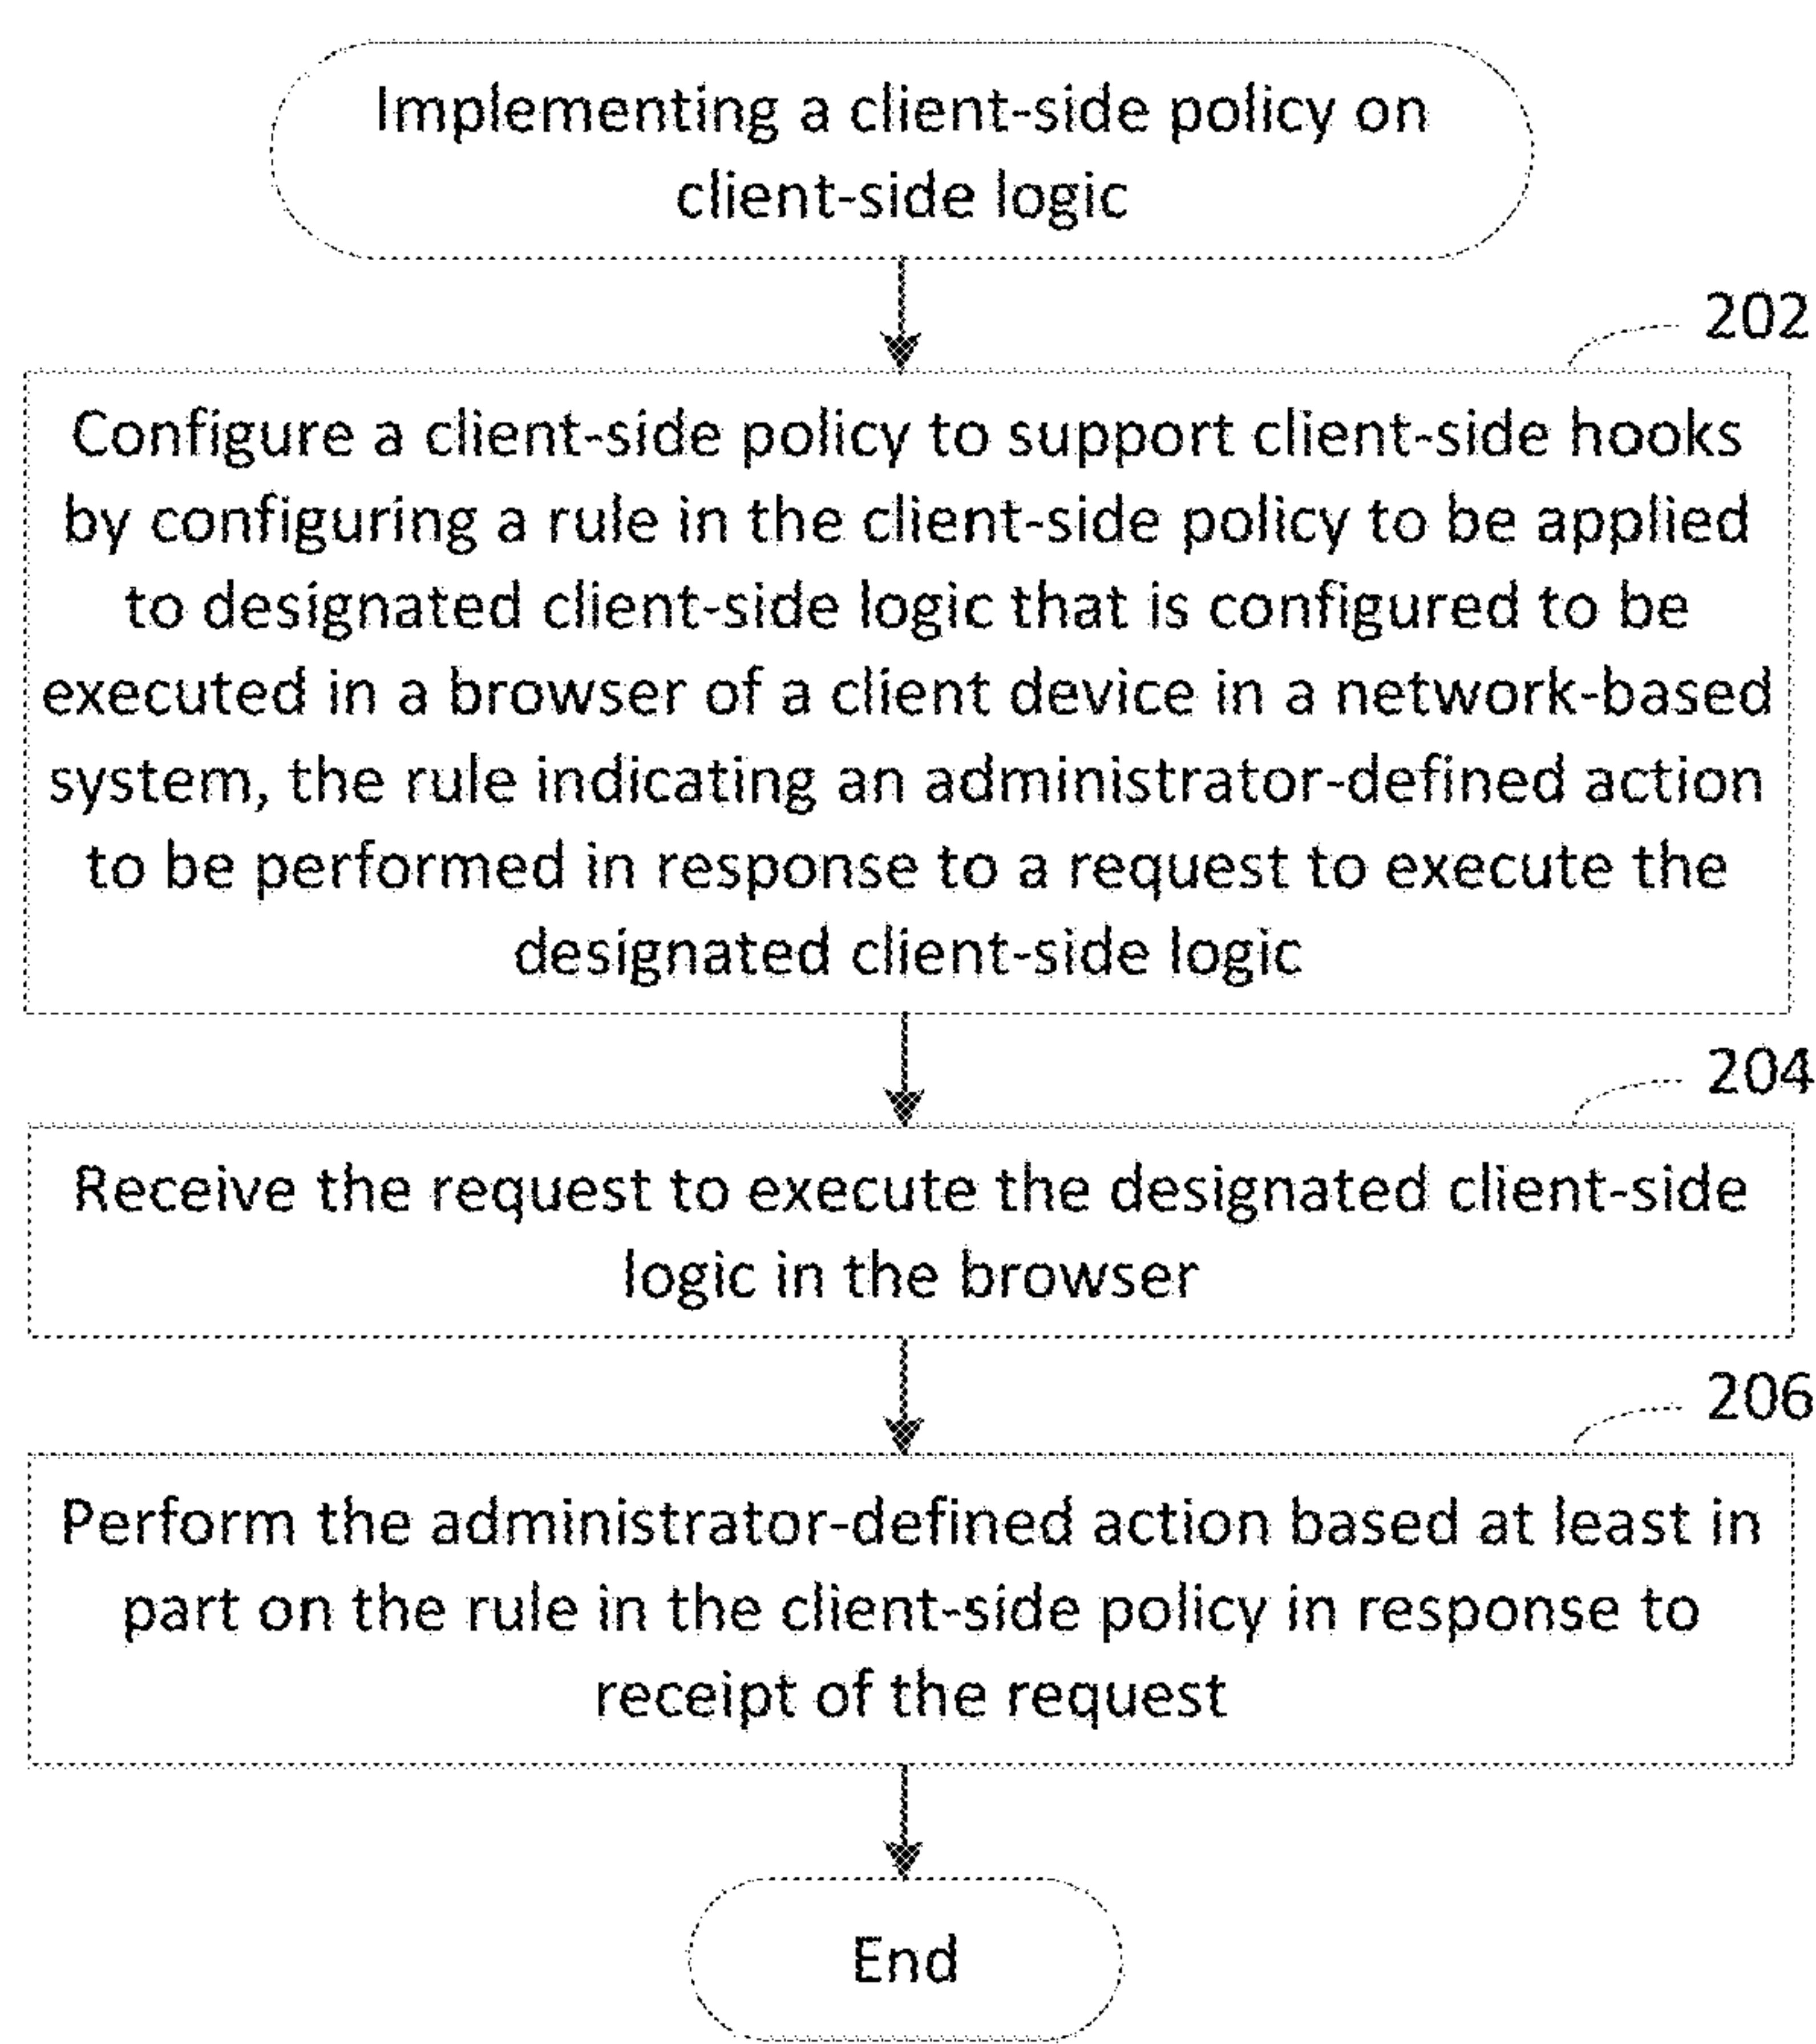 Implementing a client-side policy on
client-side logic
202
Configure a client-side policy to support client-side hooks
by configuring a rule in the client-side policy to be applied
to designated client-side logic that is configured to be
executed in a browser of a client device in a network-based
system, the rule indicating an administrator-defined action
to be performed in response to a request to execute the
designated client-side logic
204
Receive the request to execute the designated client-side
logic in the browser
206
Perform the administrator-defined action based at least in
part on the rule in the client-side policy in response to
receipt of the request
End